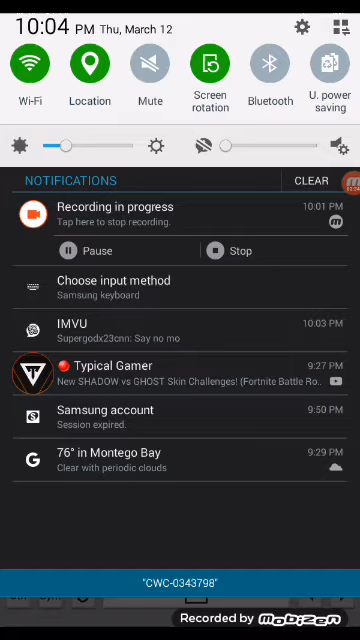 10:04 PM Thu, March 12
Wi-Fi
Location
Mute
Screen rotation
Bluetooth
U. power saving
NOTIFICATIONS
CLEAR
Recording in progress
10:01 PM
Tap here to stop recording.
Pause
Stop
Choose input method
Samsung keyboard
IMVU
10:03 PM
Supergodx23cnn: Say no mo
Typical Gamer
9:27 PM
New SHADOW vs GHOST Skin Challenges! (Fortnite Battle Ro..
Samsung account
9:50 PM
Session expired.
76° in Montego Bay
9:29 PM
Clear with periodic clouds
"CWC-0343798"
Recorded by Mobizen